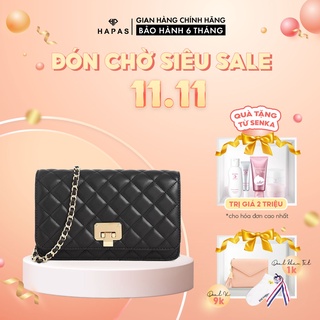 HAPAS
GIAN HÀNG CHÍNH HÃNG
BẢO HÀNH 6 THÁNG
ĐÓN CHỜ SIÊU SALE
11.11
QUÀ TẶNG
TỪ SENKA
TRỊ GIÁ 2 TRIỆU
*cho hóa đơn cao nhất
1k
9k